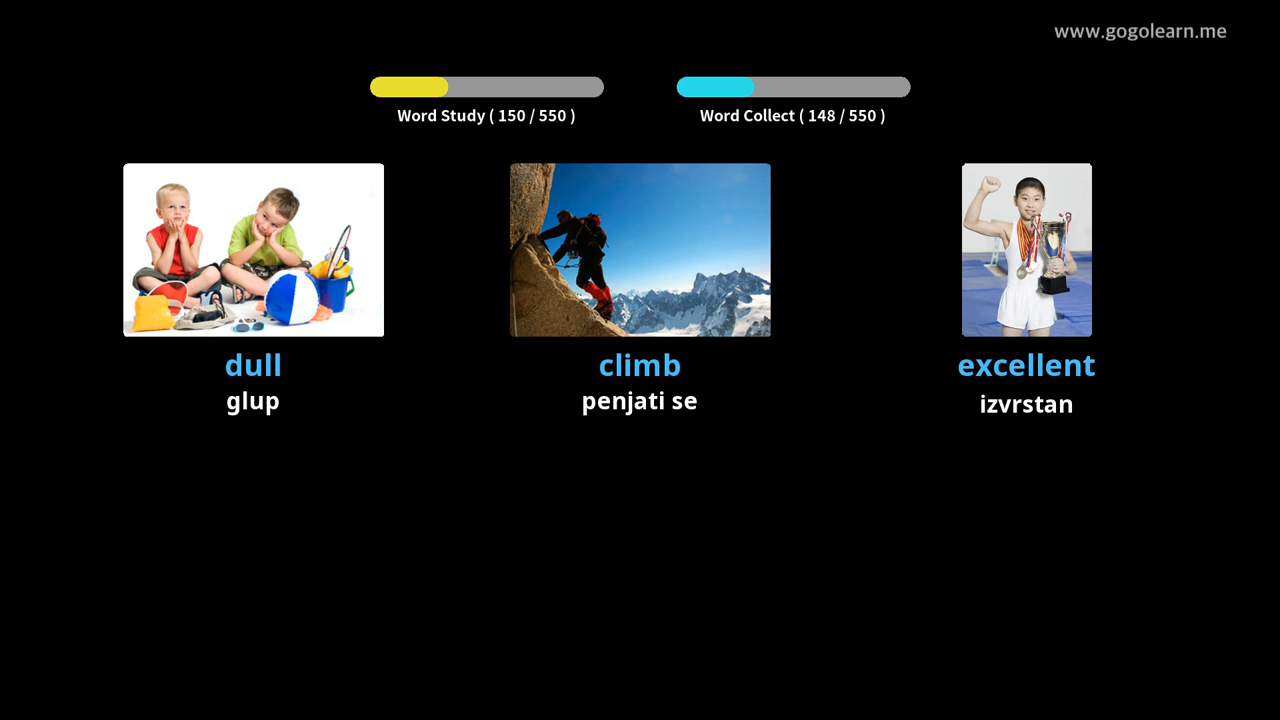 www.gogolearn.me
Word Study ( 150 / 550 )
Word Collect ( 148 / 550 )
dull
glup
climb
penjati se
excellent
izvrstan